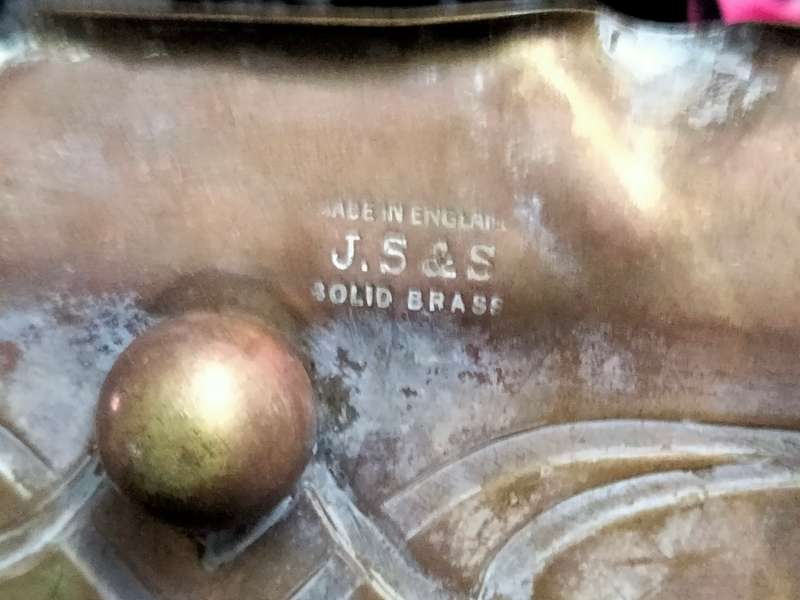 MADE IN ENGLAND
J.S & S
SOLID BRASS